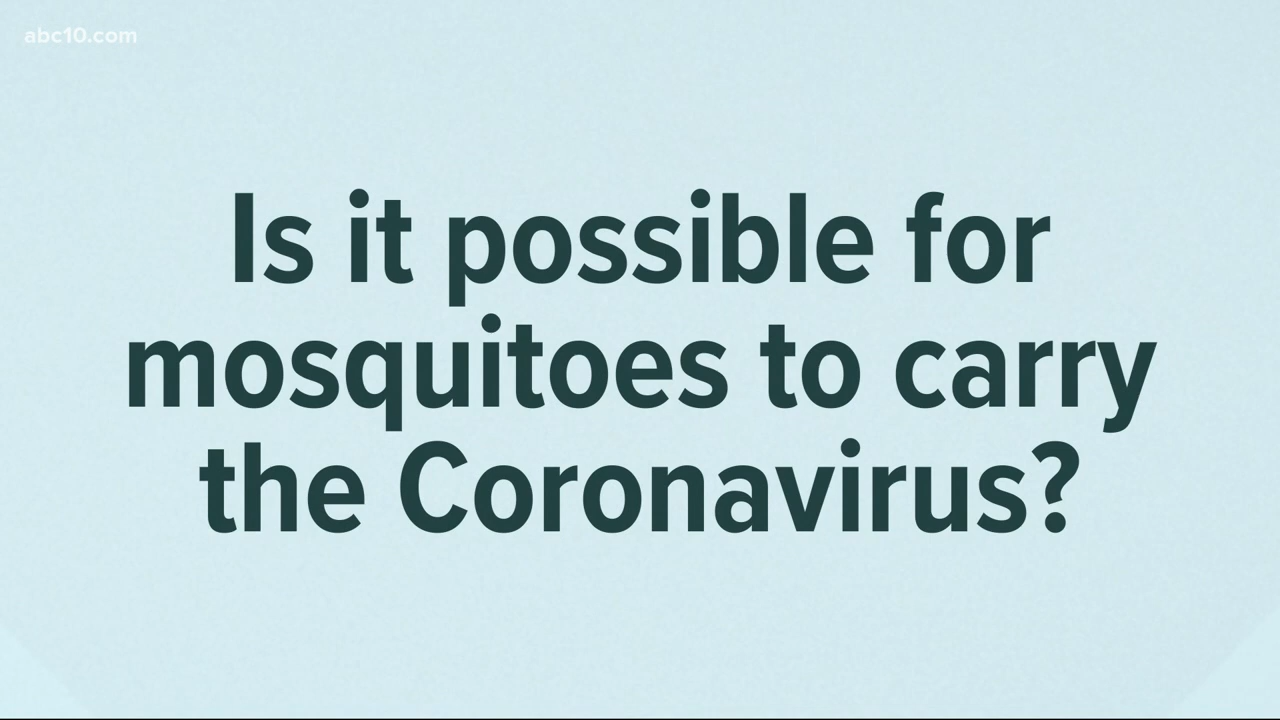 abc10.com
Is it possible for
mosquitoes to carry
the Coronavirus?